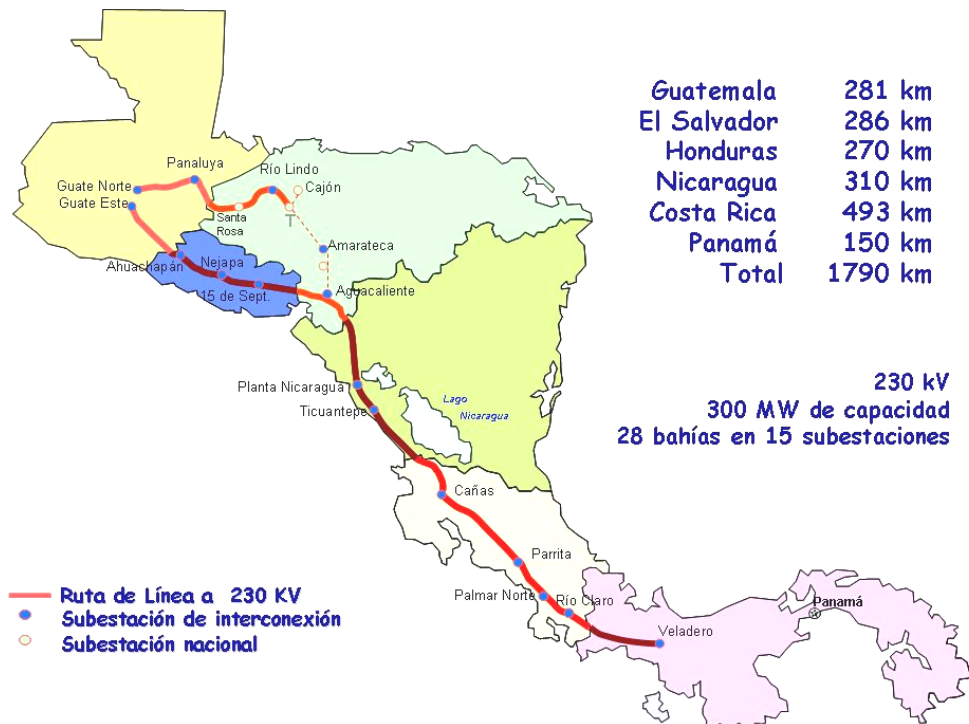 Guatemala 281 km
El Salvador 286 km
Honduras 270 km
Nicaragua 310 km
Costa Rica 493 km
Panamá 150 km
Total 1790 km
230 kV
300 MW de capacidad
28 bahías en 15 subestaciones
Panaluya
Río Lindo
Cajón
Guate Norte
Guate Este
Santa
Rosa
T
Amarateca
Ahuachapán
Nejapa
15 de Sept.
Aguacaliente
Planta Nicaragua
Ticuantepe
Lago
Nicaragua
Cañas
Parrita
Palmar Norte
Río Claro
Veladero
Panamá
Ruta de Línea a 230 KV
Subestación de interconexión
Subestación nacional